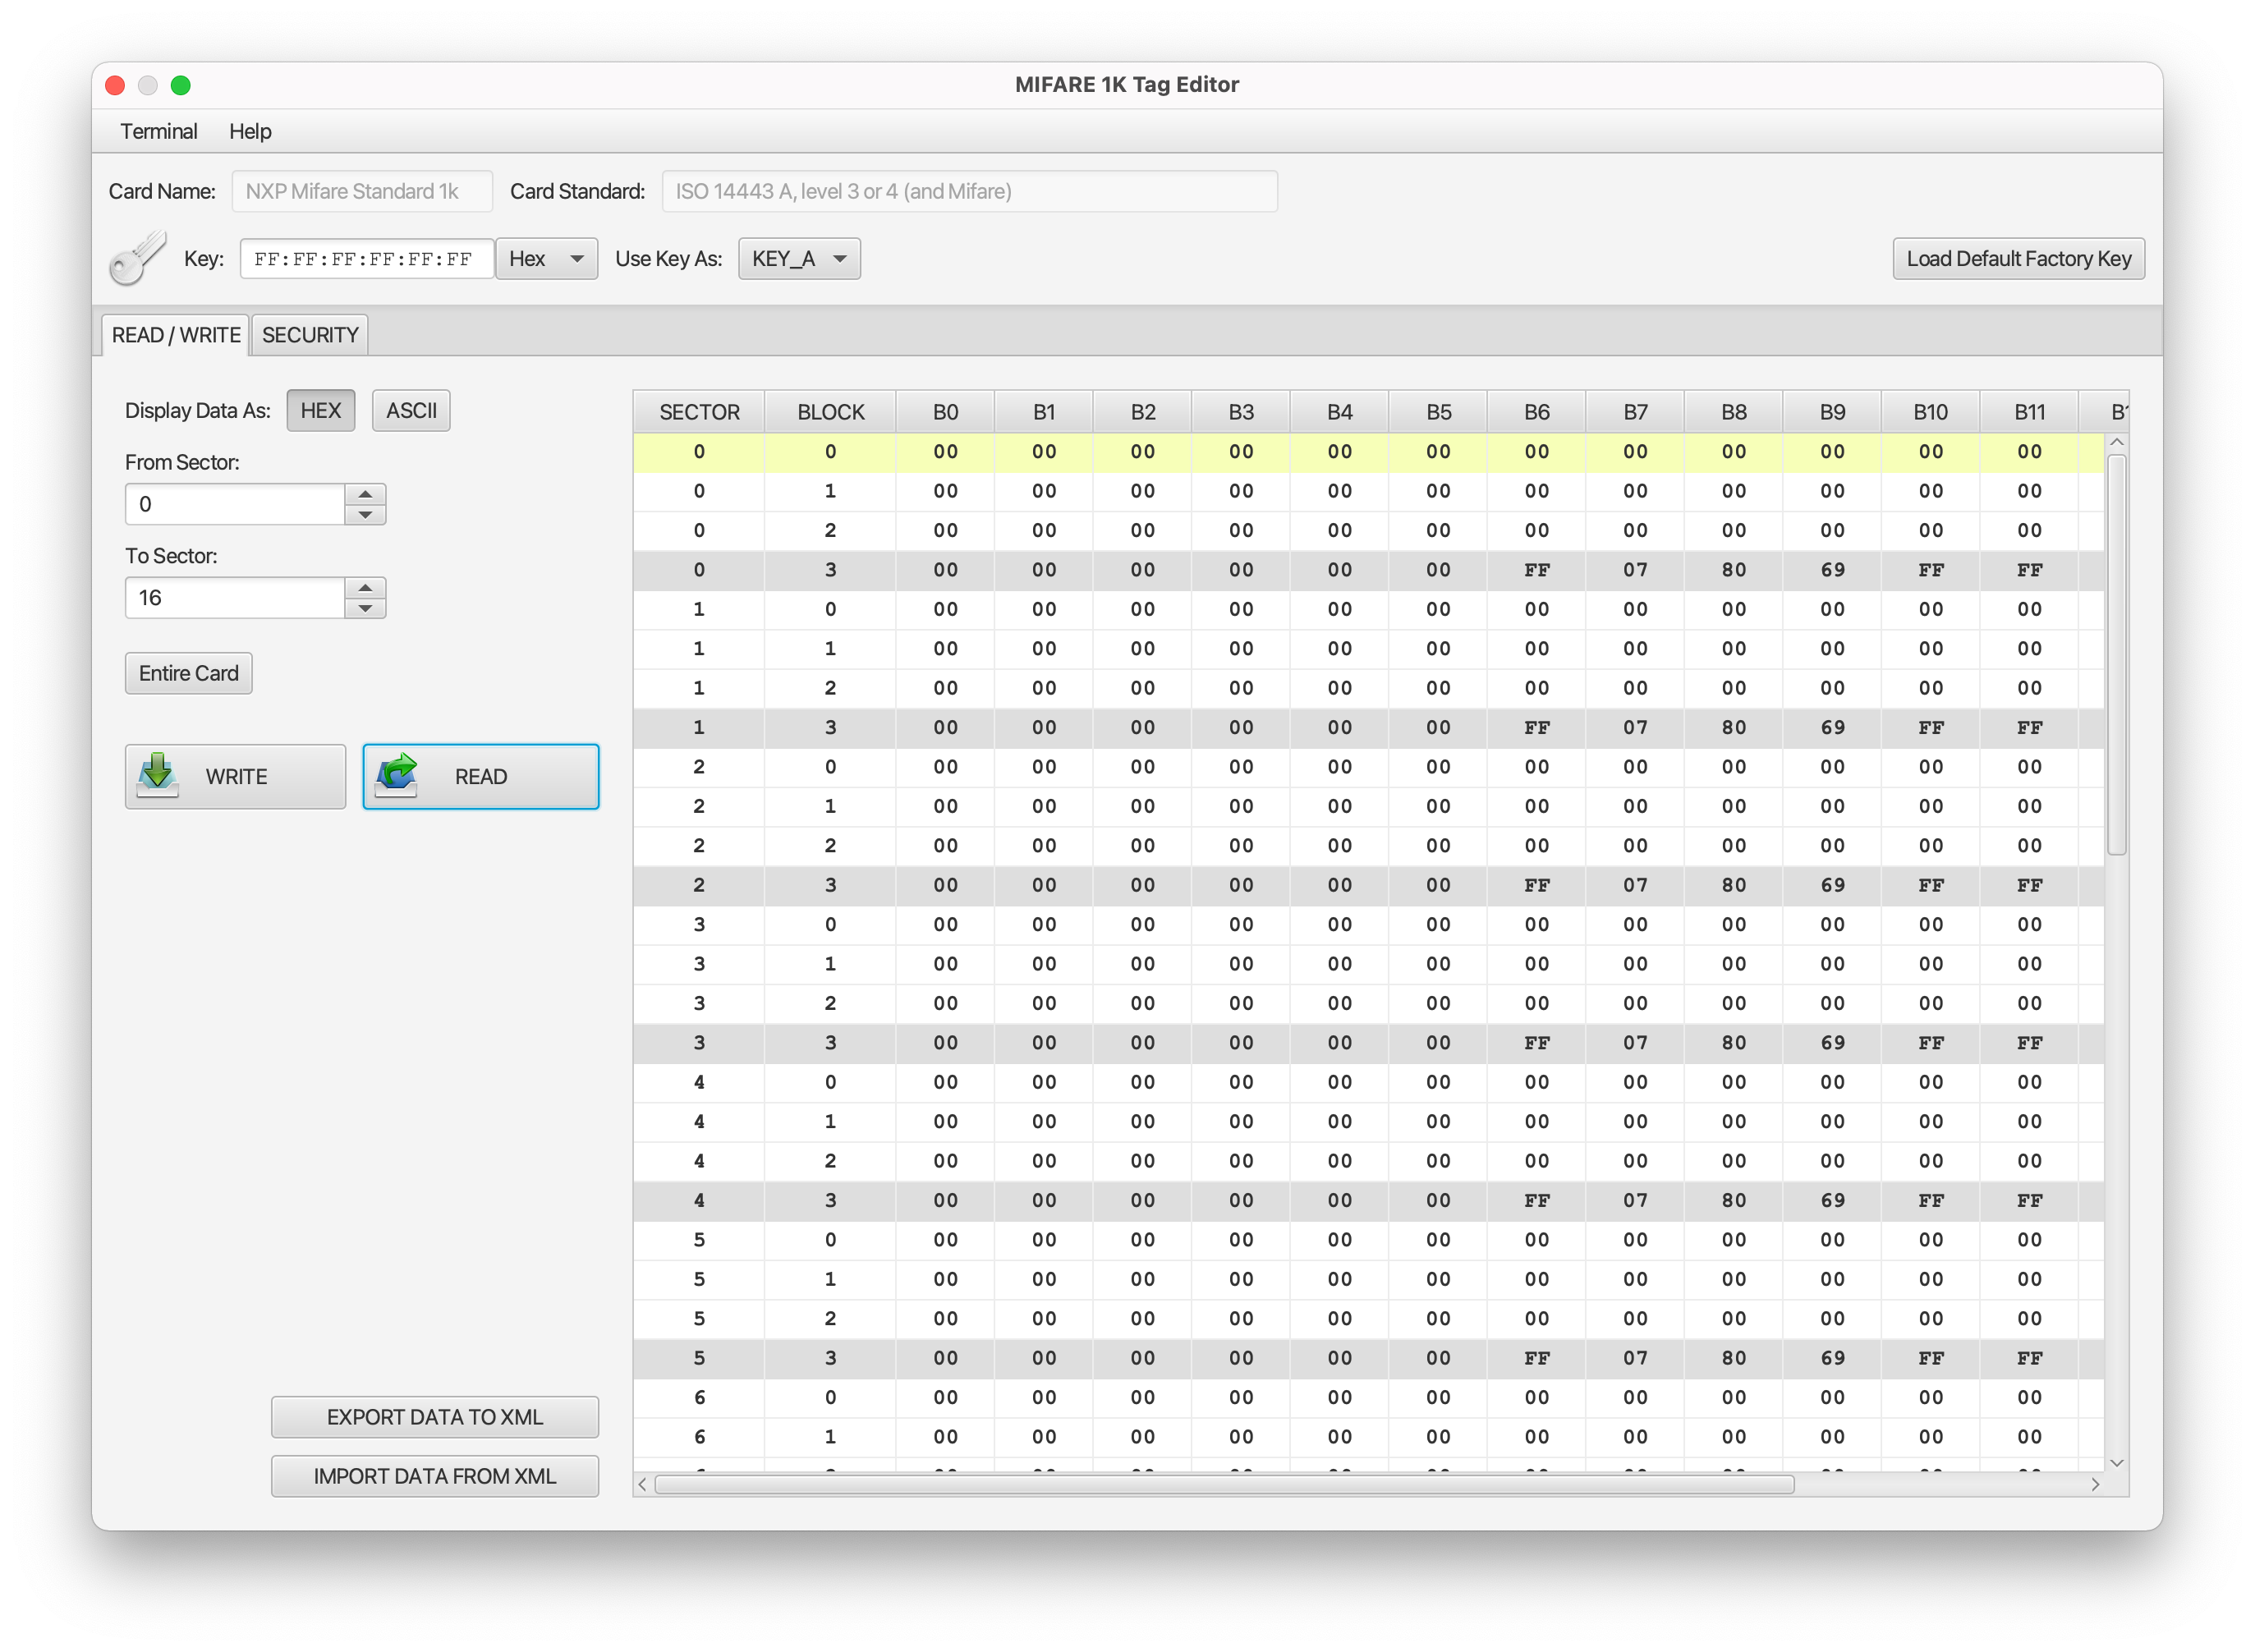 MIFARE 1K Tag Editor
Terminal Help
Card Name: NXP Mifare Standard 1k Card Standard: ISO 14443 A, level 3 or 4 (and Mifare)
Key: FF:FF:FF:FF:FF:FF Hex Use Key As: KEY_A Load Default Factory Key
READ / WRITE SECURITY
Display Data As: HEX ASCII
From Sector:
0
To Sector:
16
Entire Card
WRITE READ
EXPORT DATA TO XML
IMPORT DATA FROM XML
SECTOR BLOCK B0 B1 B2 B3 B4 B5 B6 B7 B8 B9 B10 B11
0 0 00 00 00 00 00 00 00 00 00 00 00 00
0 1 00 00 00 00 00 00 00 00 00 00 00 00
0 2 00 00 00 00 00 00 00 00 00 00 00 00
0 3 00 00 00 00 00 00 FF 07 80 69 FF FF
1 0 00 00 00 00 00 00 00 00 00 00 00 00
1 1 00 00 00 00 00 00 00 00 00 00 00 00
1 2 00 00 00 00 00 00 00 00 00 00 00 00
1 3 00 00 00 00 00 00 FF 07 80 69 FF FF
2 0 00 00 00 00 00 00 00 00 00 00 00 00
2 1 00 00 00 00 00 00 00 00 00 00 00 00
2 2 00 00 00 00 00 00 00 00 00 00 00 00
2 3 00 00 00 00 00 00 FF 07 80 69 FF FF
3 0 00 00 00 00 00 00 00 00 00 00 00 00
3 1 00 00 00 00 00 00 00 00 00 00 00 00
3 2 00 00 00 00 00 00 00 00 00 00 00 00
3 3 00 00 00 00 00 00 FF 07 80 69 FF FF
4 0 00 00 00 00 00 00 00 00 00 00 00 00
4 1 00 00 00 00 00 00 00 00 00 00 00 00
4 2 00 00 00 00 00 00 00 00 00 00 00 00
4 3 00 00 00 00 00 00 FF 07 80 69 FF FF
5 0 00 00 00 00 00 00 00 00 00 00 00 00
5 1 00 00 00 00 00 00 00 00 00 00 00 00
5 2 00 00 00 00 00 00 00 00 00 00 00 00
5 3 00 00 00 00 00 00 FF 07 80 69 FF FF
6 0 00 00 00 00 00 00 00 00 00 00 00 00
6 1 00 00 00 00 00 00 00 00 00 00 00 00